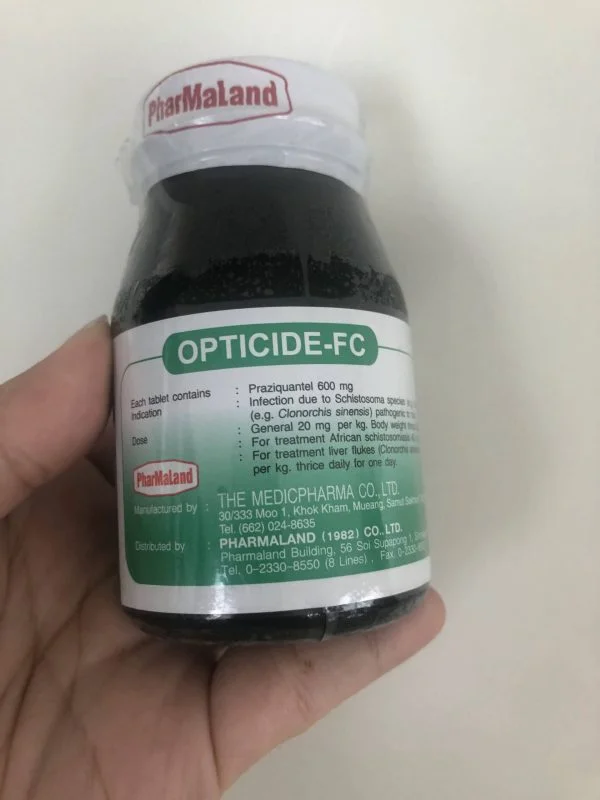 PharMaLand
OPTICIDE-FC
Each tablet contains : Praziquantel 600 mg
Indication : Infection due to Schistosoma species
(e.g. Clonorchis sinensis) pathogenic to
Dose : General 20 mg per kg. Body weight
: For treatment African schistosomiasis
: For treatment liver flukes (Clonorchis
per kg. thrice daily for one day.
PharMaLand
Manufactured by : THE MEDICPHARMA CO., LTD.
30/333 Moo 1, Khok Kham, Mueang, Samut
Tel. (662) 024-8635
Distributed by : PHARMALAND (1982) CO., LTD.
Pharmaland Building, 56 Soi Supapong 1,
Tel. 0-2330-8550 (8 Lines) , Fax.